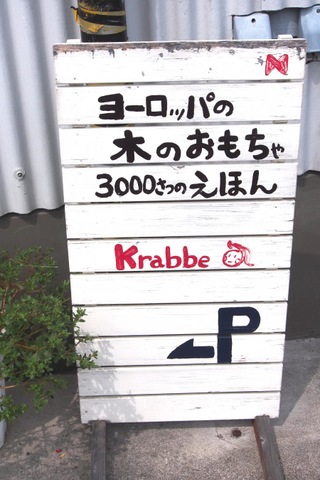 N
ヨーロッパの
木のおもちゃ
3000さつのえほん
Krabbe
P